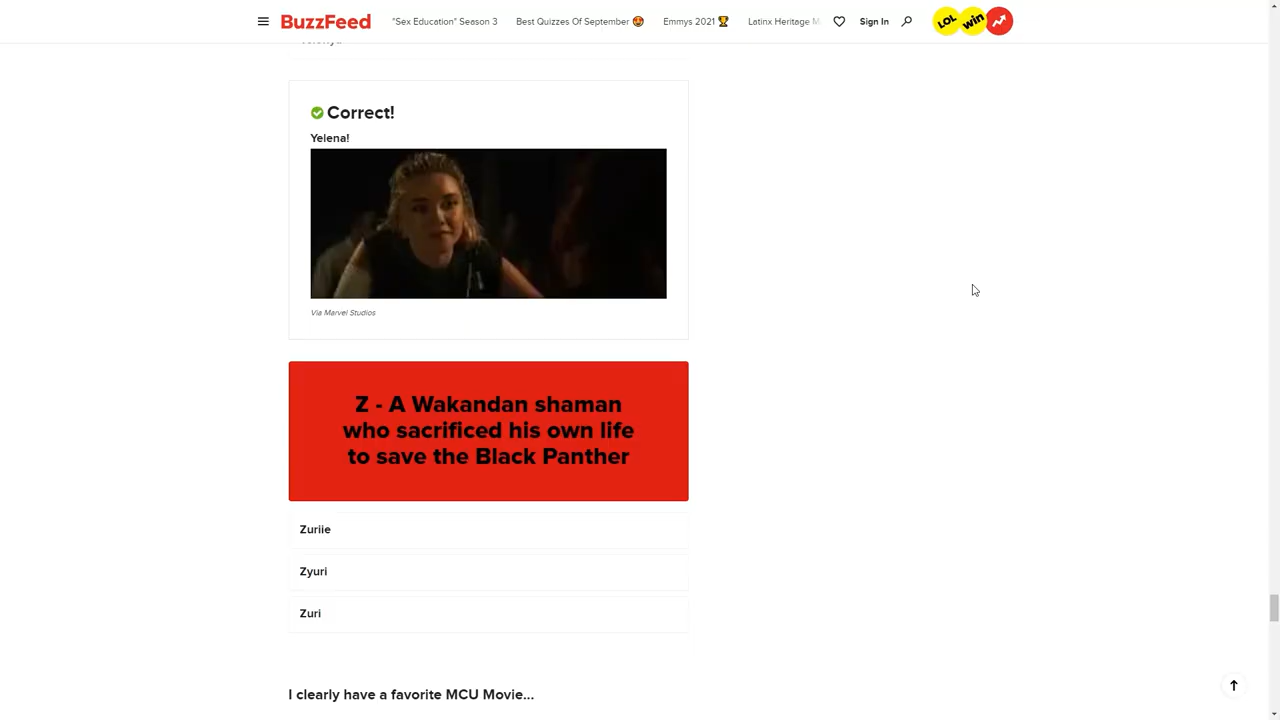 BuzzFeed
"Sex Education" Season 3
Best Quizzes Of September
Emmys 2021
Latinx Heritage M
Sign In
LOL
win
Correct!
Yelena!
Via Marvel Studios
Z - A Wakandan shaman
who sacrificed his own life
to save the Black Panther
Zuriie
Zyuri
Zuri
I clearly have a favorite MCU Movie...